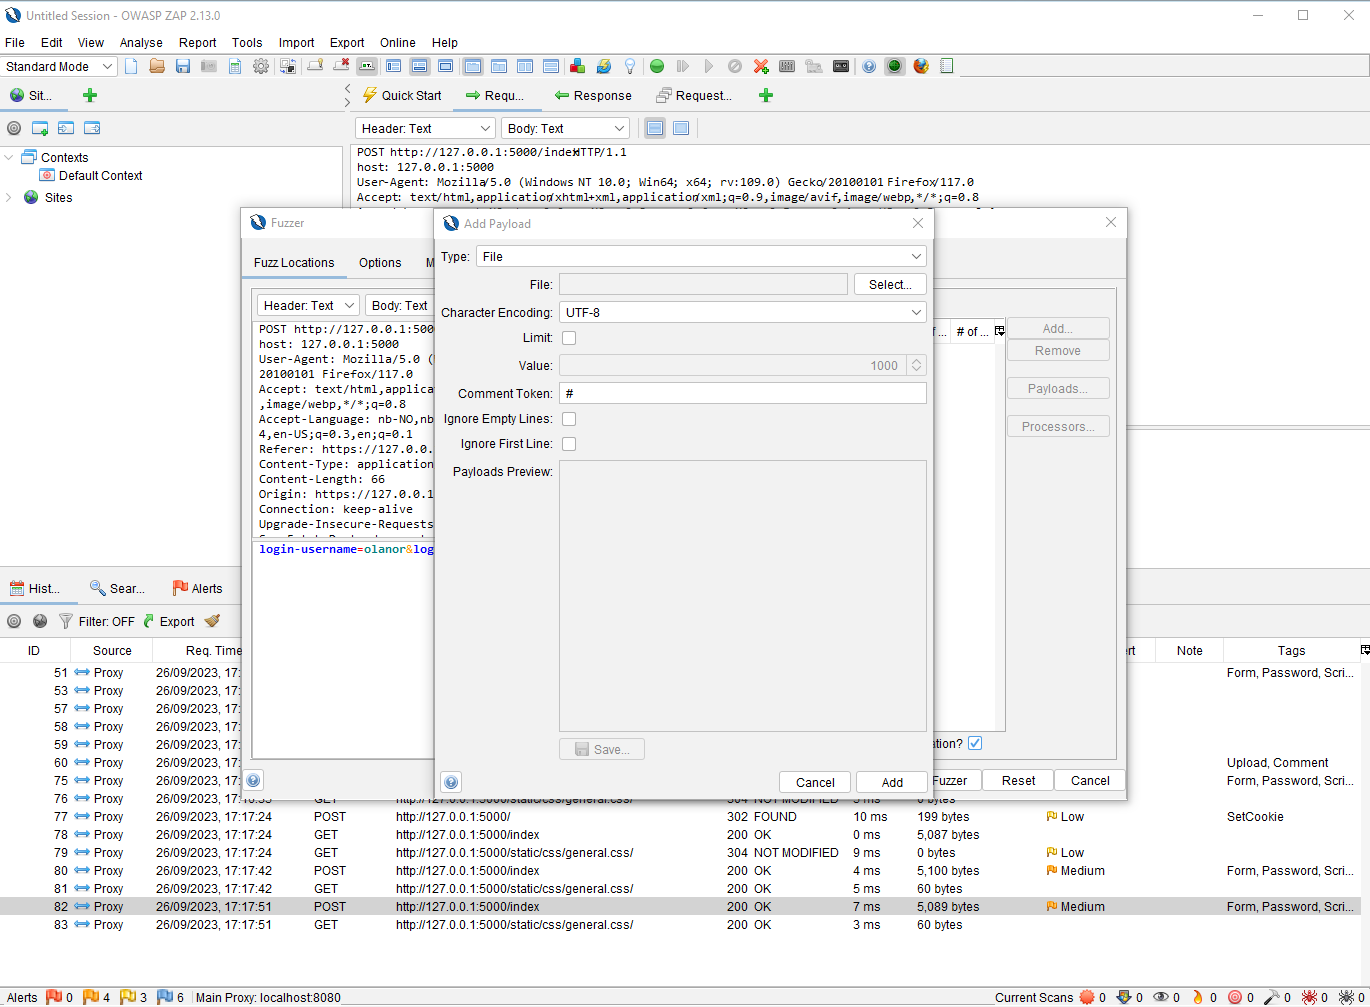 Untitled Session - OWASP ZAP 2.13.0
File Edit View Analyse Report Tools Import Export Online Help
Standard Mode
Sit... Quick Start Requ... Response Request...
Header: Text Body: Text
Contexts
Default Context
Sites
POST http://127.0.0.1:5000/index HTTP/1.1
host: 127.0.0.1:5000
User-Agent: Mozilla/5.0 (Windows NT 10.0; Win64; x64; rv:109.0) Gecko/20100101 Firefox/117.0
Accept: text/html,application/xhtml+xml,application/xml;q=0.9,image/avif,image/webp,*/*;q=0.8
Fuzzer
Fuzz Locations Options M
Header: Text Body: Text
POST http://127.0.0.1:500
host: 127.0.0.1:5000
User-Agent: Mozilla/5.0 (
20100101 Firefox/117.0
Accept: text/html,applica
,image/webp,*/*;q=0.8
Accept-Language: nb-NO,nb
4,en-US;q=0.3,en;q=0.1
Referer: https://127.0.0.
Content-Type: application
Content-Length: 66
Origin: https://127.0.0.1
Connection: keep-alive
Upgrade-Insecure-Requests
login-username=olanor&log
# of ...
Add...
Remove
Payloads...
Processors...
ation?
Fuzzer Reset Cancel
Add Payload
Type: File
File: Select...
Character Encoding: UTF-8
Limit:
Value: 1000
Comment Token: #
Ignore Empty Lines:
Ignore First Line:
Payloads Preview:
Save...
Cancel Add
Hist... Sear... Alerts
Filter: OFF Export
ID Source Req. Time ert Note Tags
51 Proxy 26/09/2023, 17: Form, Password, Scri...
53 Proxy 26/09/2023, 17:
57 Proxy 26/09/2023, 17:
58 Proxy 26/09/2023, 17:
59 Proxy 26/09/2023, 17:
60 Proxy 26/09/2023, 17: Upload, Comment
75 Proxy 26/09/2023, 17: Form, Password, Scri...
76 Proxy 26/09/2023, 17:16:55 GET http://127.0.0.1:5000/static/css/general.css/ 304 NOT MODIFIED 5 ms 0 bytes
77 Proxy 26/09/2023, 17:17:24 POST http://127.0.0.1:5000/ 302 FOUND 10 ms 199 bytes Low SetCookie
78 Proxy 26/09/2023, 17:17:24 GET http://127.0.0.1:5000/index 200 OK 0 ms 5,087 bytes
79 Proxy 26/09/2023, 17:17:24 GET http://127.0.0.1:5000/static/css/general.css/ 304 NOT MODIFIED 9 ms 0 bytes Low
80 Proxy 26/09/2023, 17:17:42 POST http://127.0.0.1:5000/index 200 OK 4 ms 5,100 bytes Medium Form, Password, Scri...
81 Proxy 26/09/2023, 17:17:42 GET http://127.0.0.1:5000/static/css/general.css/ 200 OK 5 ms 60 bytes
82 Proxy 26/09/2023, 17:17:51 POST http://127.0.0.1:5000/index 200 OK 7 ms 5,089 bytes Medium Form, Password, Scri...
83 Proxy 26/09/2023, 17:17:51 GET http://127.0.0.1:5000/static/css/general.css/ 200 OK 3 ms 60 bytes
Alerts 0 4 3 6 Main Proxy: localhost:8080 Current Scans 0 0 0 0 0 0 0 0